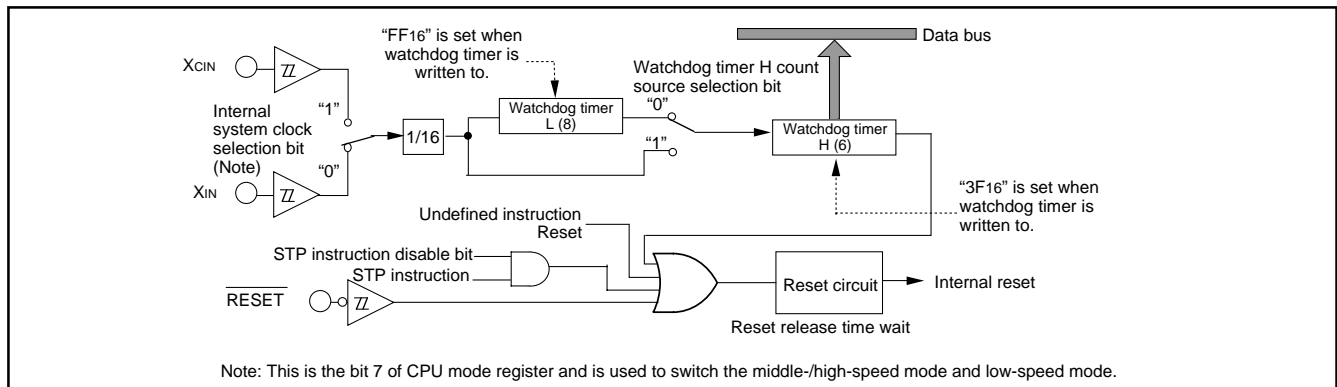 “FF16” is set when
watchdog timer is
written to.
Data bus
XCIN
Watchdog timer H count
source selection bit
“1”
Internal
system clock
selection bit
(Note)
“0”
1/16
Watchdog timer
L (8)
“0”
“1”
Watchdog timer
H (6)
XIN
“3F16” is set when
watchdog timer is
written to.
Undefined instruction
Reset
STP instruction disable bit
STP instruction
RESET
Reset circuit
Internal reset
Reset release time wait
Note: This is the bit 7 of CPU mode register and is used to switch the middle-/high-speed mode and low-speed mode.